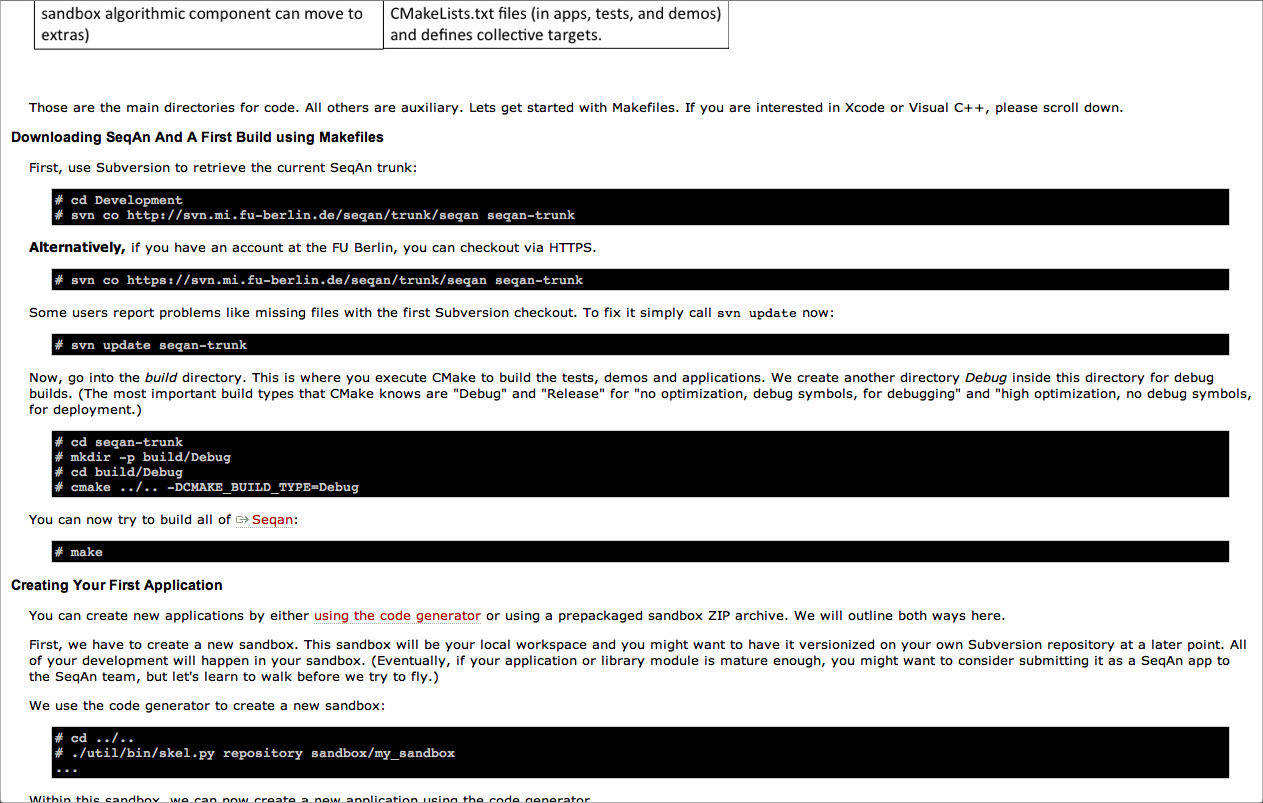 sandbox algorithmic component can move to
extras)
CMakeLists.txt files (in apps, tests, and demos)
and defines collective targets.
Those are the main directories for code. All others are auxiliary. Lets get started with Makefiles. If you are interested in Xcode or Visual C++, please scroll down.
Downloading SeqAn And A First Build using Makefiles
First, use Subversion to retrieve the current SeqAn trunk:
# cd Development
# svn co http://svn.mi.fu-berlin.de/seqan/trunk/seqan seqan-trunk
Alternatively, if you have an account at the FU Berlin, you can checkout via HTTPS.
# svn co https://svn.mi.fu-berlin.de/seqan/trunk/seqan seqan-trunk
Some users report problems like missing files with the first Subversion checkout. To fix it simply call svn update now:
# svn update seqan-trunk
Now, go into the build directory. This is where you execute CMake to build the tests, demos and applications. We create another directory Debug inside this directory for debug
builds. (The most important build types that CMake knows are "Debug" and "Release" for "no optimization, debug symbols, for debugging" and "high optimization, no debug symbols,
for deployment.)
# cd seqan-trunk
# mkdir -p build/Debug
# cd build/Debug
# cmake ../.. -DCMAKE_BUILD_TYPE=Debug
You can now try to build all of Seqan:
# make
Creating Your First Application
You can create new applications by either using the code generator or using a prepackaged sandbox ZIP archive. We will outline both ways here.
First, we have to create a new sandbox. This sandbox will be your local workspace and you might want to have it versionized on your own Subversion repository at a later point. All
of your development will happen in your sandbox. (Eventually, if your application or library module is mature enough, you might want to consider submitting it as a SeqAn app to
the SeqAn team, but let's learn to walk before we try to fly.)
We use the code generator to create a new sandbox:
# cd ../..
# ./util/bin/skel.py repository sandbox/my_sandbox
...
Within this sandbox, we can now create a new application using the code generator